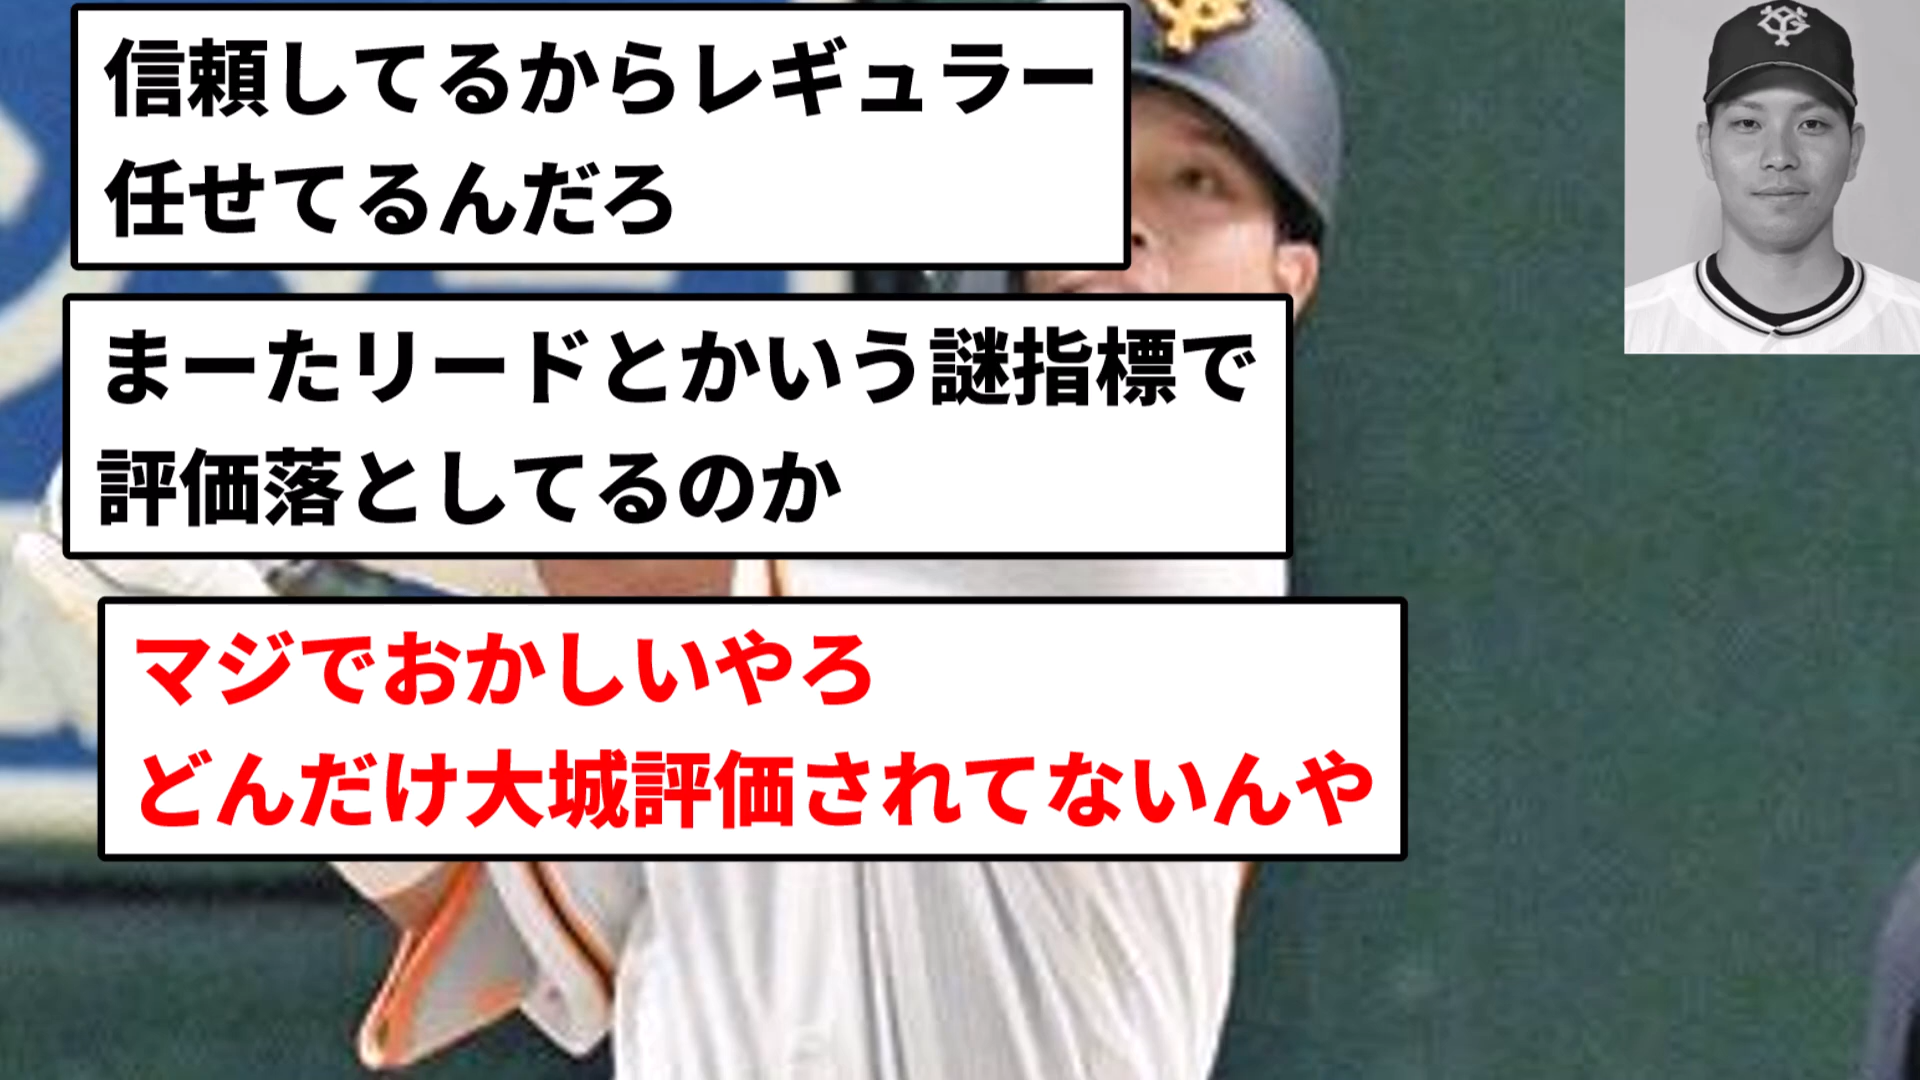 信頼してるからレギュラー
任せてるんだろ
まーたリードとかいう謎指標で
評価落としてるのか
マジでおかしいやろ
どんだけ大城評価されてないんや